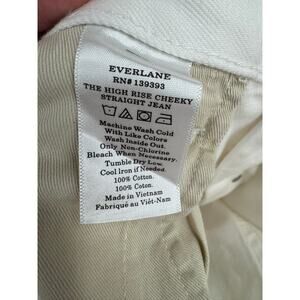 EVERLANE
RN# 139393
THE HIGH RISE CHEEKY
STRAIGHT JEAN
Machine Wash Cold
With Like Colors
Wash Inside Out.
Only Non-Chlorine
Bleach When Necessary.
Tumble Dry Low.
Cool Iron if Needed.
100% Cotton.
100% Coton.
Made in Vietnam
Fabriqué au Viêt-Nam